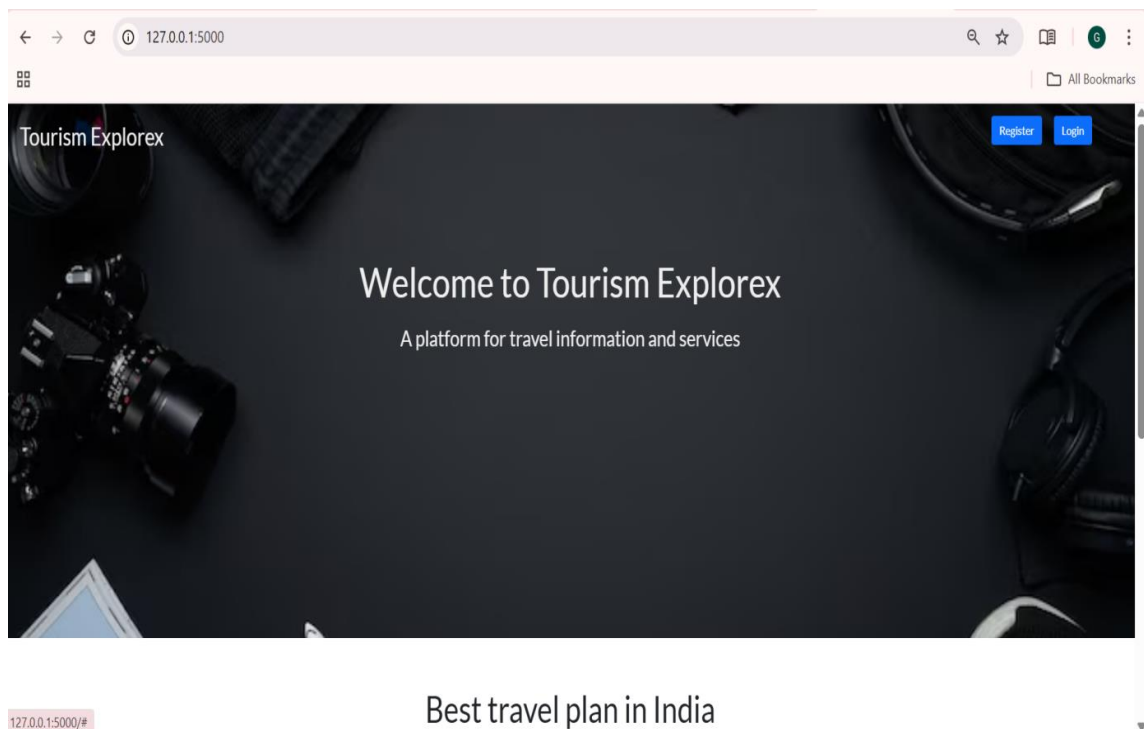 127.0.0.1:5000
G
All Bookmarks
Tourism Explorex
Register
Login
Welcome to Tourism Explorex
A platform for travel information and services
Best travel plan in India
127.0.0.1:5000/#